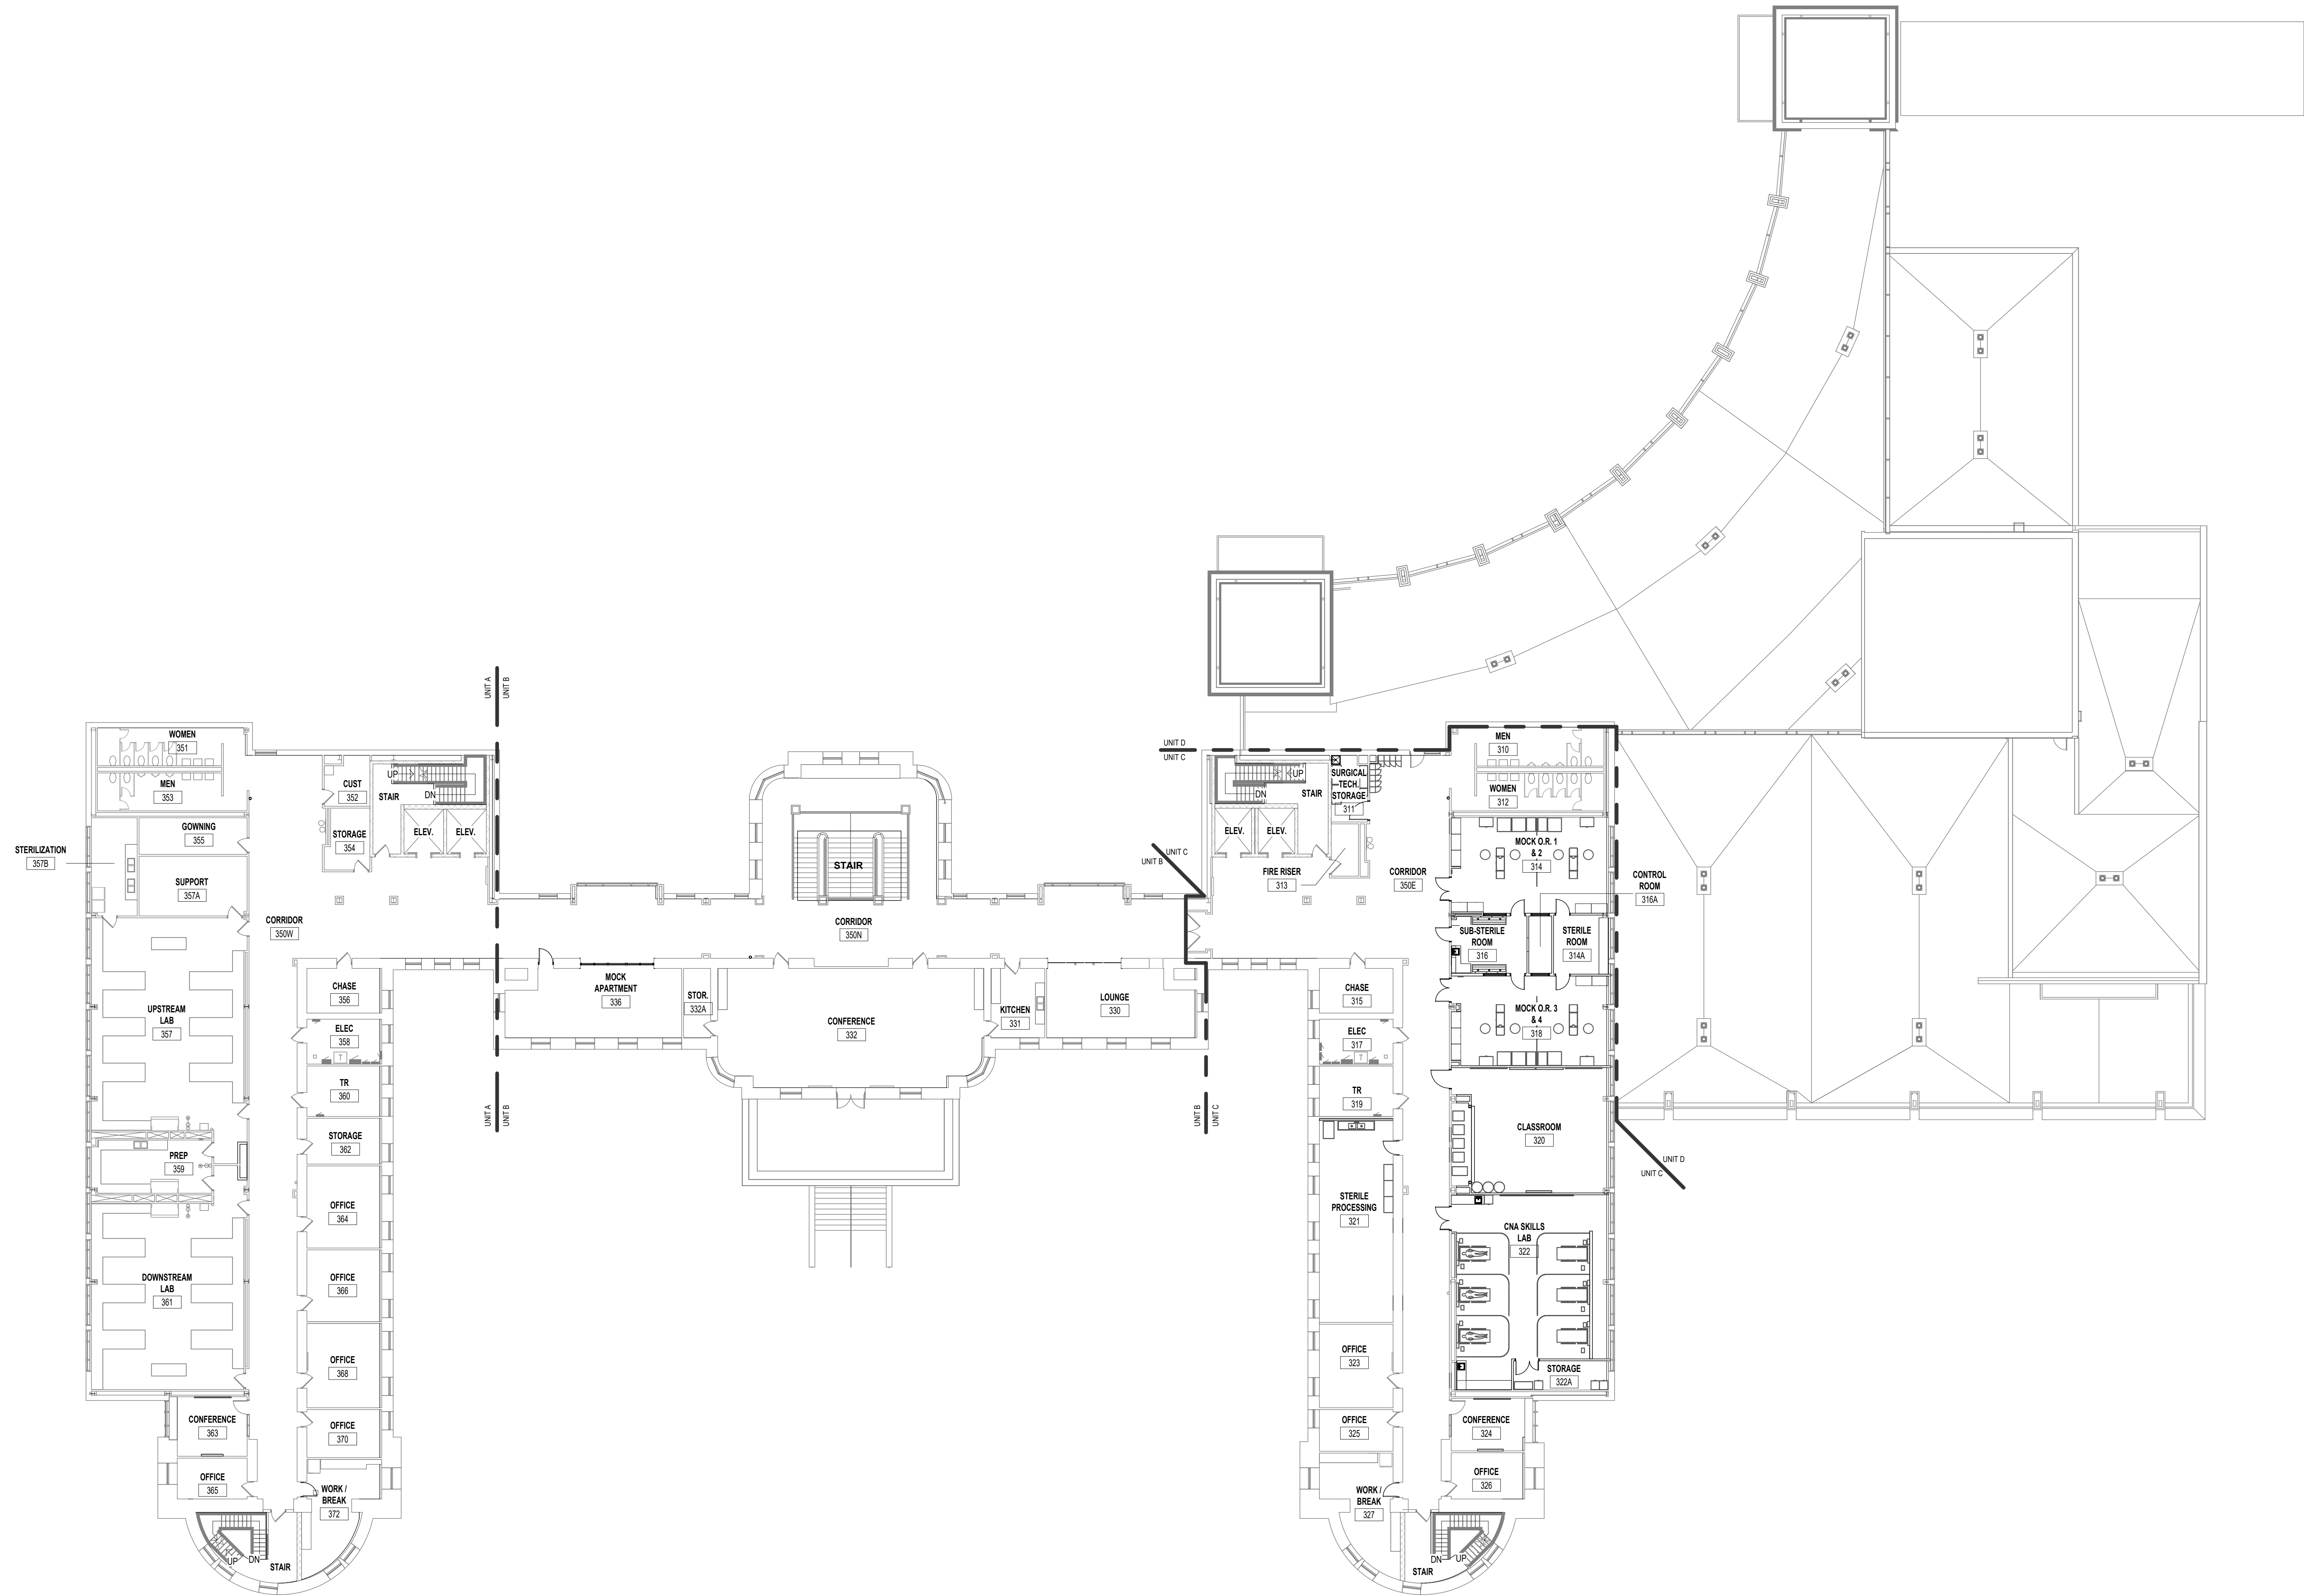 UNIT A
UNIT B
WOMEN
351
MEN
353
CUST
352
UP
DN
STAIR
ELEV.
ELEV.
STORAGE
354
GOWNING
355
STERILIZATION
357B
SUPPORT
357A
CORRIDOR
350W
UPSTREAM
LAB
357
CHASE
356
ELEC
358
T
TR
360
STORAGE
362
PREP
359
OFFICE
364
OFFICE
366
DOWNSTREAM
LAB
361
OFFICE
368
CONFERENCE
363
OFFICE
370
OFFICE
365
WORK /
BREAK
372
UP
DN
STAIR
UNIT A
UNIT B
STAIR
CORRIDOR
350N
MOCK
APARTMENT
336
STOR.
332A
CONFERENCE
332
KITCHEN
331
LOUNGE
330
UNIT B
UNIT C
UNIT D
UNIT C
UNIT C
UNIT B
UP
DN
STAIR
ELEV.
ELEV.
SURGICAL
TECH.
STORAGE
311
FIRE RISER
313
CORRIDOR
350E
MEN
310
WOMEN
312
MOCK O.R. 1
& 2
314
CONTROL
ROOM
316A
SUB-STERILE
ROOM
316
STERILE
ROOM
314A
MOCK O.R. 3
& 4
318
CHASE
315
ELEC
317
T
TR
319
CLASSROOM
320
UNIT D
UNIT C
STERILE
PROCESSING
321
CNA SKILLS
LAB
322
STORAGE
322A
OFFICE
323
OFFICE
325
CONFERENCE
324
OFFICE
326
WORK /
BREAK
327
DN
UP
STAIR